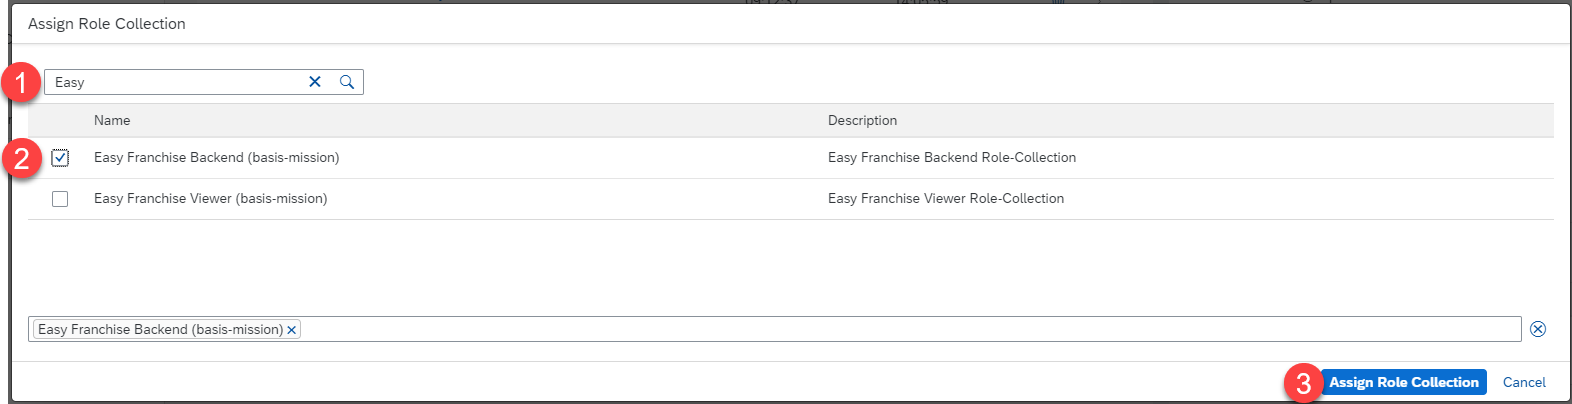 Assign Role Collection
1
Easy
Name Description
2
Easy Franchise Backend (basis-mission) Easy Franchise Backend Role-Collection
Easy Franchise Viewer (basis-mission) Easy Franchise Viewer Role-Collection
Easy Franchise Backend (basis-mission)
3
Assign Role Collection Cancel